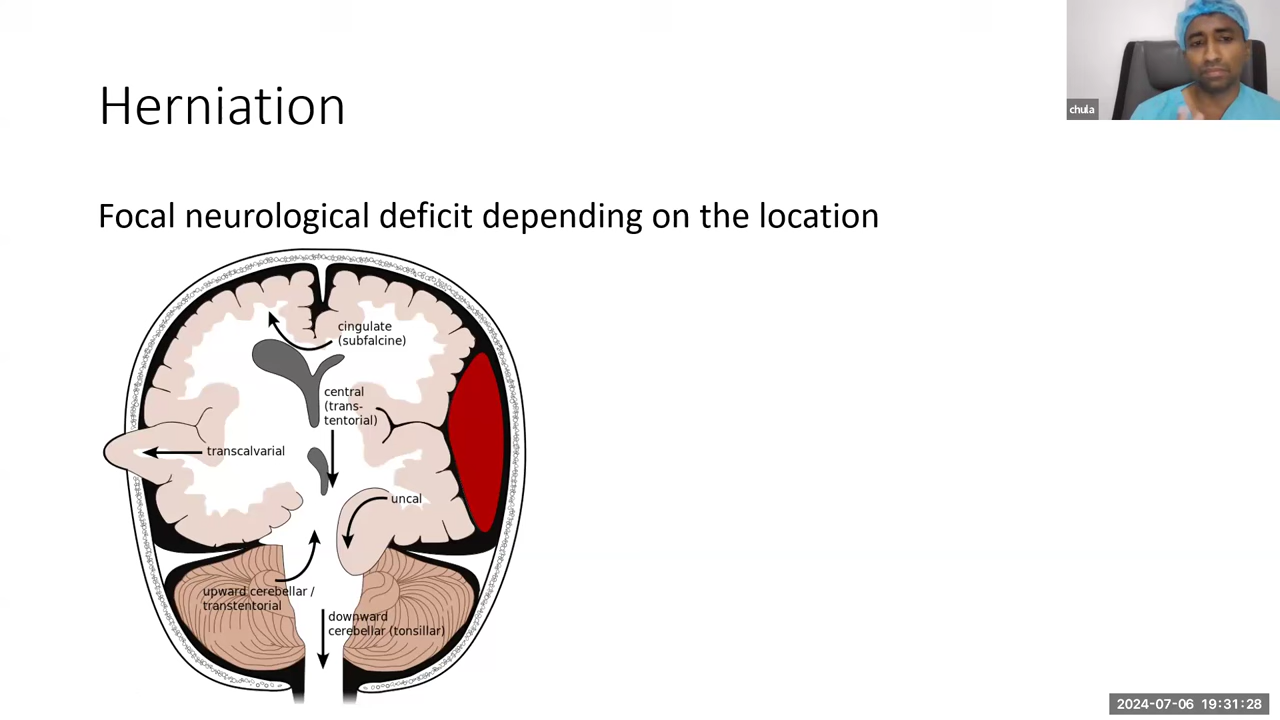 chula
Herniation
Focal neurological deficit depending on the location
cingulate
(subfalcine)
central
(trans-
tentorial)
transcalvarial
uncal
upward cerebellar /
transtentorial
downward
cerebellar (tonsillar)
2024-07-06 19:31:28